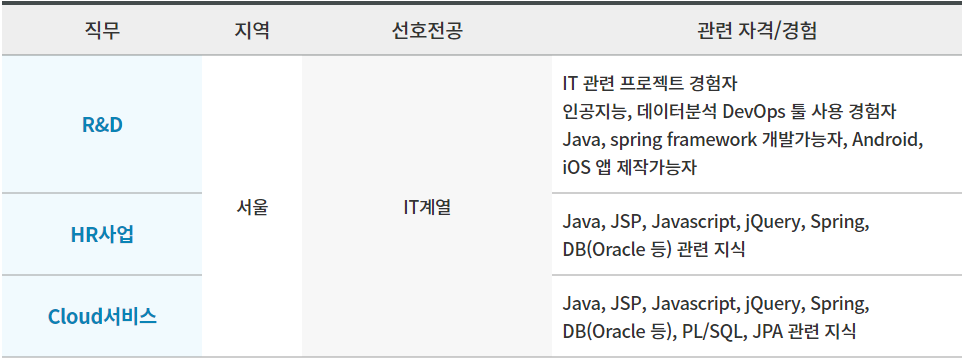 직무 지역 선호전공 관련 자격/경험
R&D
서울
IT계열
IT 관련 프로젝트 경험자
인공지능, 데이터분석 DevOps 툴 사용 경험자
Java, spring framework 개발가능자, Android,
iOS 앱 제작가능자
HR사업
Java, JSP, Javascript, jQuery, Spring,
DB(Oracle 등) 관련 지식
Cloud서비스
Java, JSP, Javascript, jQuery, Spring,
DB(Oracle 등), PL/SQL, JPA 관련 지식